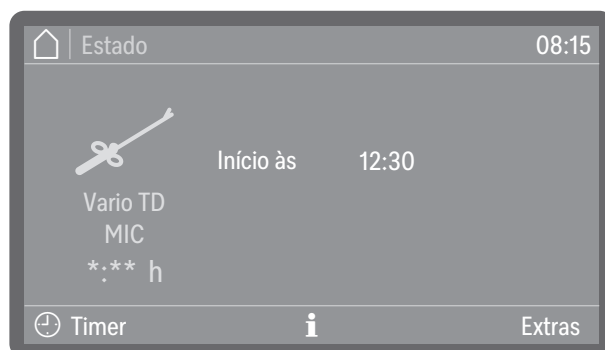 Estado 08:15
Início às 12:30
Vario TD
MIC
*:** h
Timer i Extras